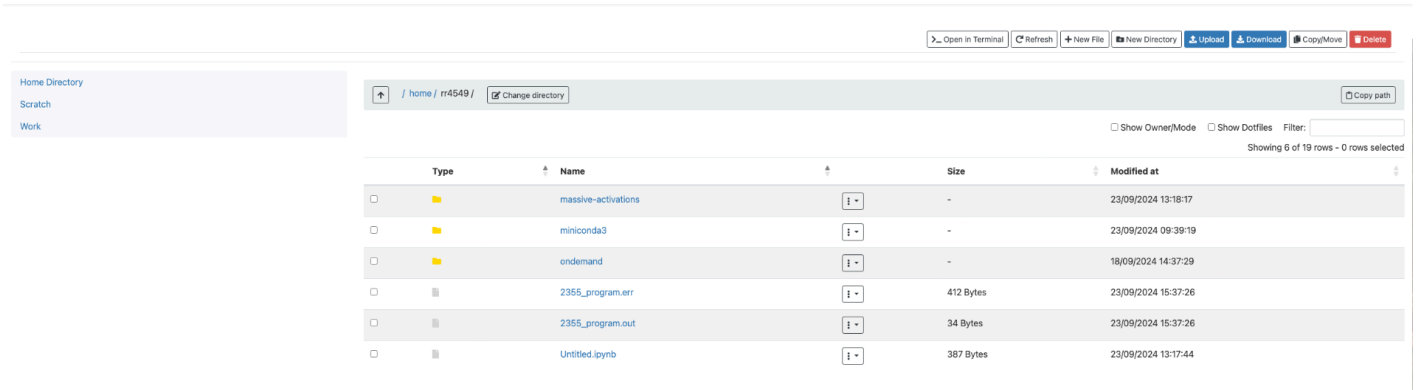 >_ Open in Terminal Refresh + New File New Directory Upload Download Copy/Move Delete
Home Directory
Scratch
Work
/ home / rr4549 / Change directory Copy path
Show Owner/Mode Show Dotfiles Filter:
Showing 6 of 19 rows - 0 rows selected
Type Name Size Modified at
massive-activations - 23/09/2024 13:18:17
miniconda3 - 23/09/2024 09:39:19
ondemand - 18/09/2024 14:37:29
2355_program.err 412 Bytes 23/09/2024 15:37:26
2355_program.out 34 Bytes 23/09/2024 15:37:26
Untitled.ipynb 387 Bytes 23/09/2024 13:17:44